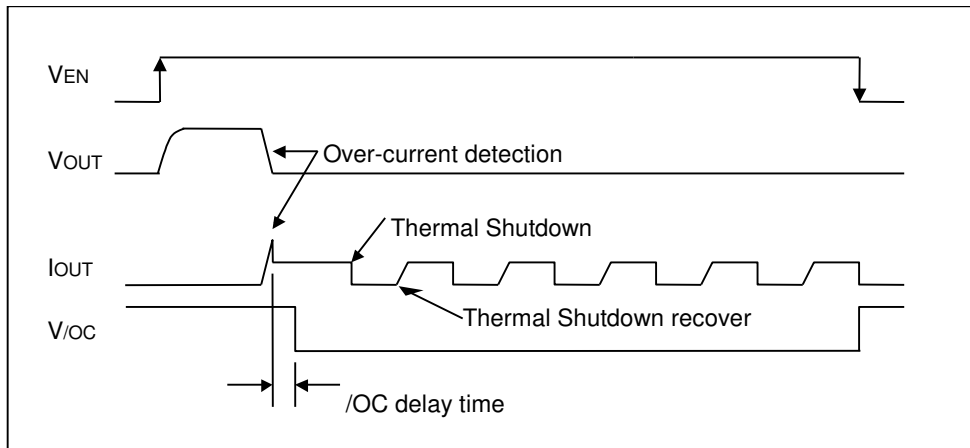 VEN
VOUT
Over-current detection
Thermal Shutdown
IOUT
Thermal Shutdown recover
V/OC
/OC delay time